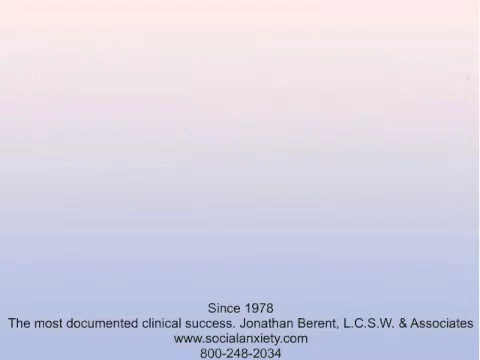 Since 1978
The most documented clinical success. Jonathan Berent, L.C.S.W. & Associates
www.socialanxiety.com
800-248-2034